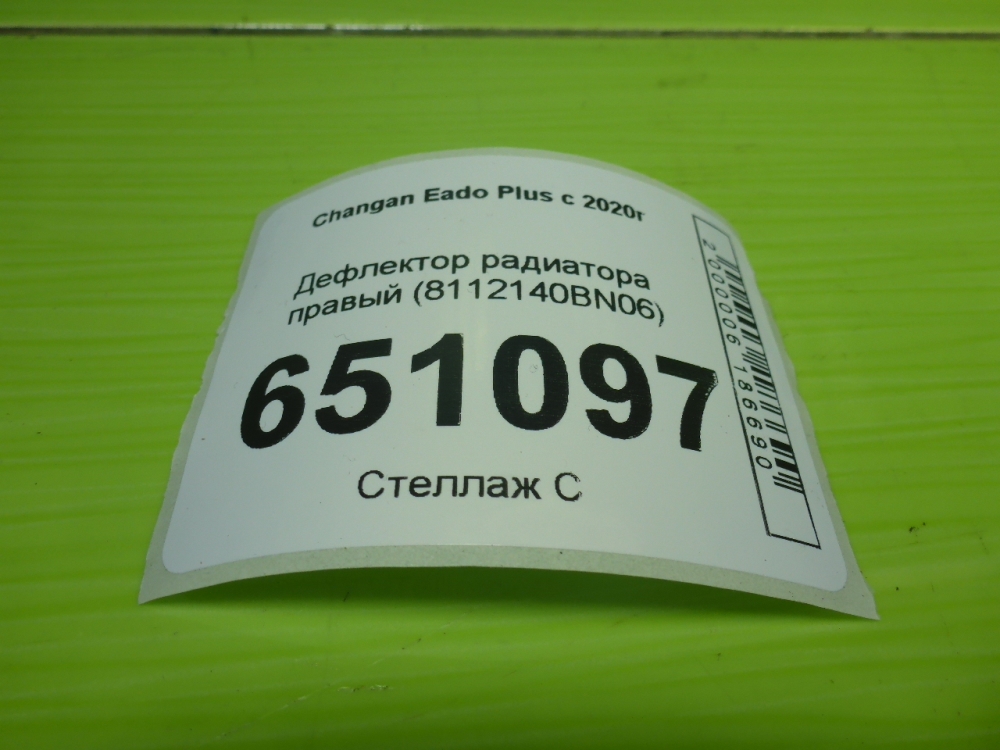 Changan Eado Plus с 2020г
Дефлектор радиатора
правый (8112140BN06)
651097
Стеллаж С
2000006186690